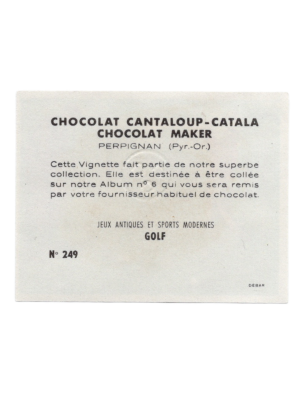 CHOCOLAT CANTALOUP-CATALA
CHOCOLAT MAKER
PERPIGNAN (Pyr.-Or.)
Cette Vignette fait partie de notre superbe
collection. Elle est destinée à être collée
sur notre Album nº 6 qui vous sera remis
par votre fournisseur habituel de chocolat.
JEUX ANTIQUES ET SPORTS MODERNES
GOLF
Nº 249